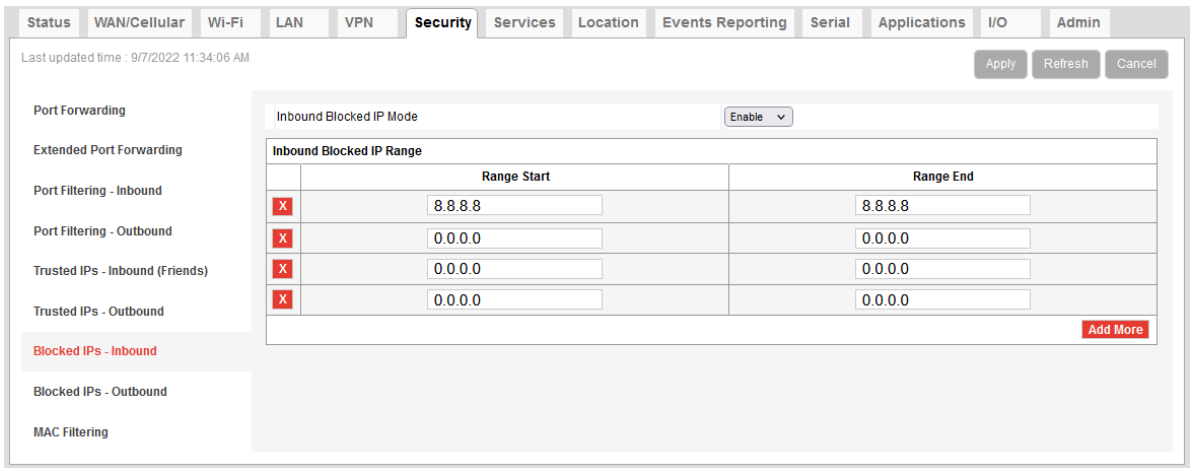 Status WAN/Cellular Wi-Fi LAN VPN Security Services Location Events Reporting Serial Applications I/O Admin
Last updated time : 9/7/2022 11:34:06 AM
Apply Refresh Cancel
Port Forwarding
Extended Port Forwarding
Port Filtering - Inbound
Port Filtering - Outbound
Trusted IPs - Inbound (Friends)
Trusted IPs - Outbound
Blocked IPs - Inbound
Blocked IPs - Outbound
MAC Filtering
Inbound Blocked IP Mode Enable
Inbound Blocked IP Range
Range Start Range End
X 8.8.8.8 8.8.8.8
X 0.0.0.0 0.0.0.0
X 0.0.0.0 0.0.0.0
X 0.0.0.0 0.0.0.0
Add More